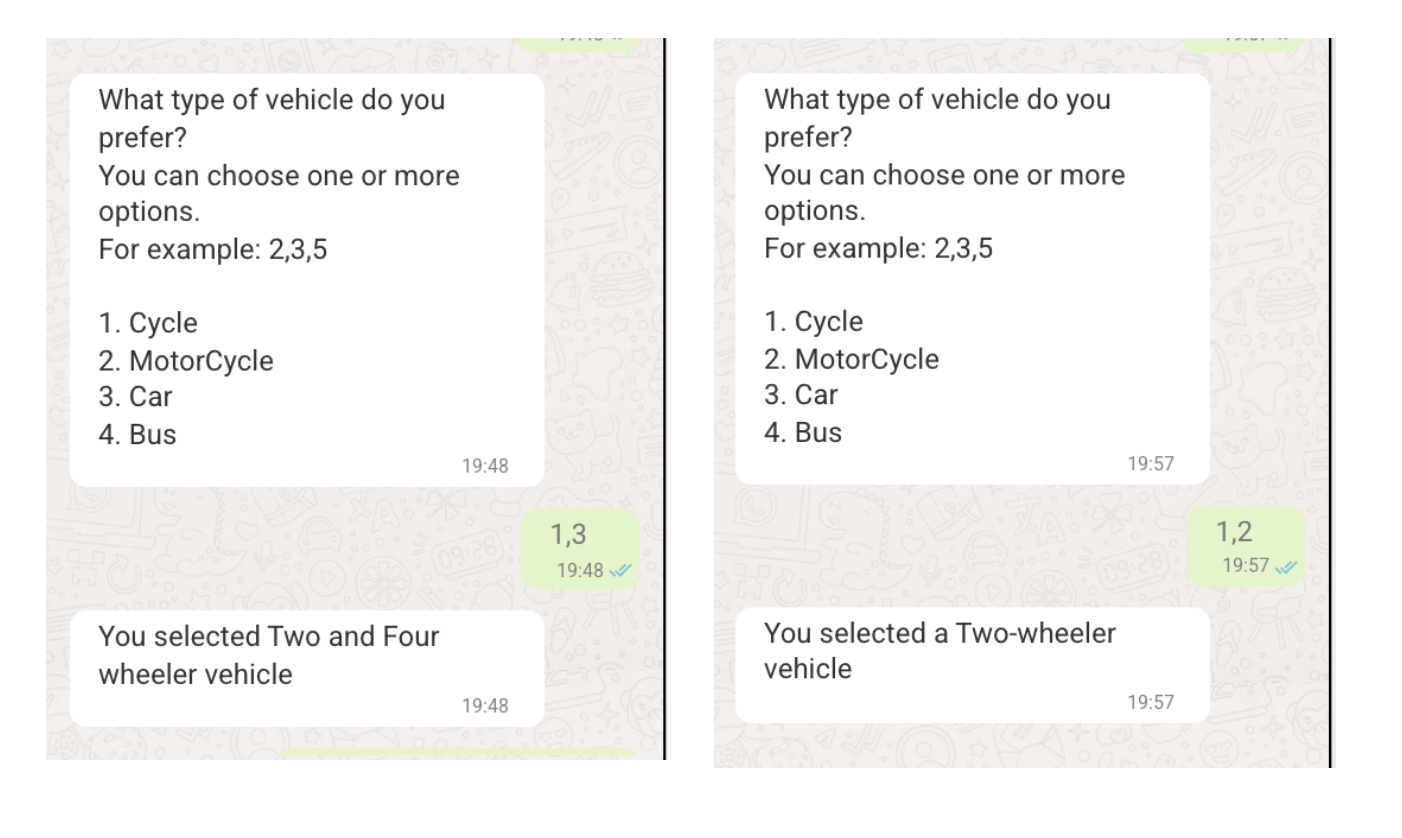 What type of vehicle do you
prefer?
You can choose one or more
options.
For example: 2,3,5
1. Cycle
2. MotorCycle
3. Car
4. Bus
19:48
1,3
19:48
You selected Two and Four
wheeler vehicle
19:48
What type of vehicle do you
prefer?
You can choose one or more
options.
For example: 2,3,5
1. Cycle
2. MotorCycle
3. Car
4. Bus
19:57
1,2
19:57
You selected a Two-wheeler
vehicle
19:57